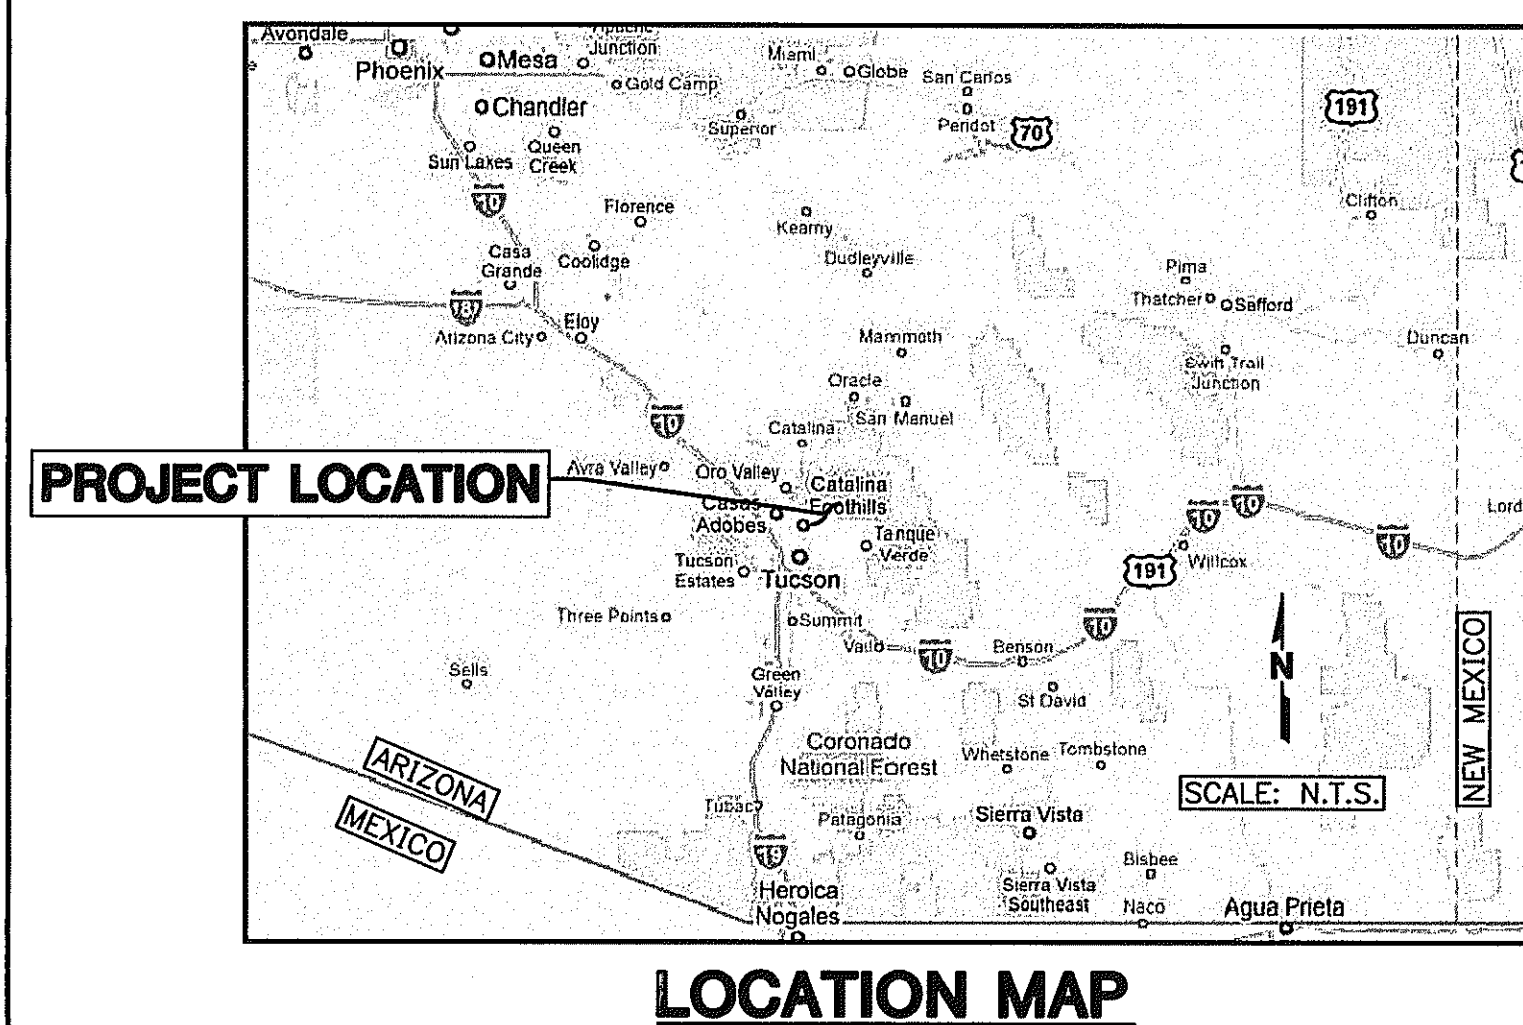 Avondale
Phoenix
Mesa
Junction
Gold Camp
Miami
Globe
San Carlos
Chandler
Superior
Peridot
70
191
Sun Lakes
Queen
Creek
10
Florence
Kearny
Clifton
Casa
Grande
Coolidge
Dudleyville
Pima
Thatcher
Safford
Arizona City
Eloy
Mammoth
Duncan
Swift Trail
Junction
Oracle
San Manuel
10
Catalina
PROJECT LOCATION
Avra Valley
Oro Valley
Catalina
Foothills
Casas
Adobes
Tanque
Verde
10
10
10
Lord
Tucson
Estates
Tucson
191
Willcox
Three Points
Summit
10
Vail
10
Benson
N
Sells
Green
Valley
St David
NEW MEXICO
Coronado
National Forest
Whetstone
Tombstone
ARIZONA
MEXICO
SCALE: N.T.S.
Tubac
Patagonia
Sierra Vista
19
Bisbee
Sierra Vista
Southeast
Heroica
Nogales
Naco
Agua Prieta
LOCATION MAP